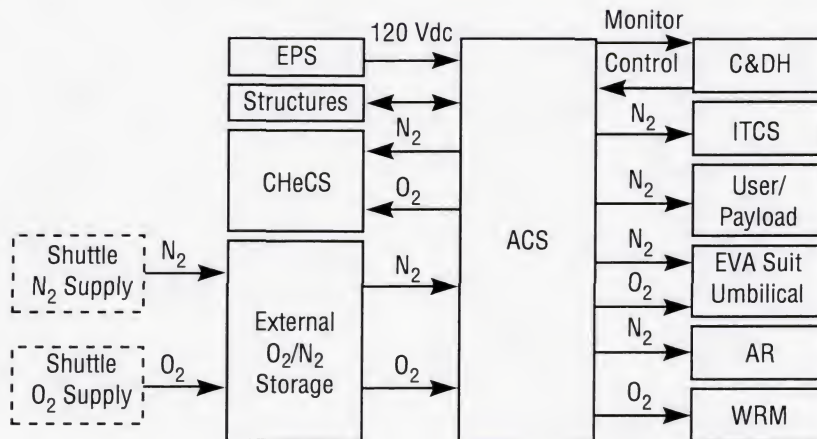 120 Vdc
EPS
Structures
N2
CHeCS
O2
Shuttle
N2 Supply
N2
Shuttle
O2 Supply
O2
External
O2/N2
Storage
N2
O2
ACS
Monitor
Control
C&DH
N2
ITCS
N2
User/
Payload
N2
O2
EVA Suit
Umbilical
N2
AR
O2
WRM